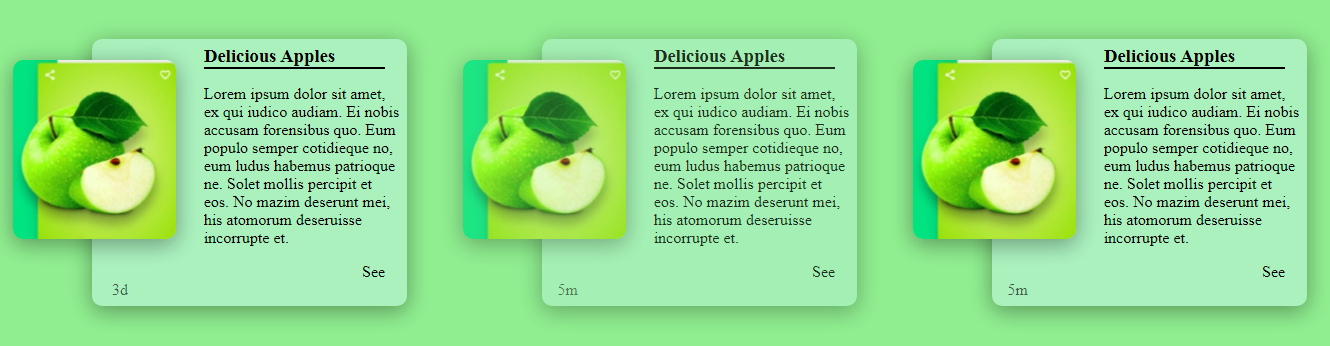 Delicious Apples
Lorem ipsum dolor sit amet,
ex qui iudico audiam. Ei nobis
accusam forensibus quo. Eum
populo semper cotidieque no,
eum ludus habemus patrioque
ne. Solet mollis percipit et
eos. No mazim deserunt mei,
his atomorum deseruisse
incorrupte et.
See
3d
Delicious Apples
Lorem ipsum dolor sit amet,
ex qui iudico audiam. Ei nobis
accusam forensibus quo. Eum
populo semper cotidieque no,
eum ludus habemus patrioque
ne. Solet mollis percipit et
eos. No mazim deserunt mei,
his atomorum deseruisse
incorrupte et.
See
5m
Delicious Apples
Lorem ipsum dolor sit amet,
ex qui iudico audiam. Ei nobis
accusam forensibus quo. Eum
populo semper cotidieque no,
eum ludus habemus patrioque
ne. Solet mollis percipit et
eos. No mazim deserunt mei,
his atomorum deseruisse
incorrupte et.
See
5m